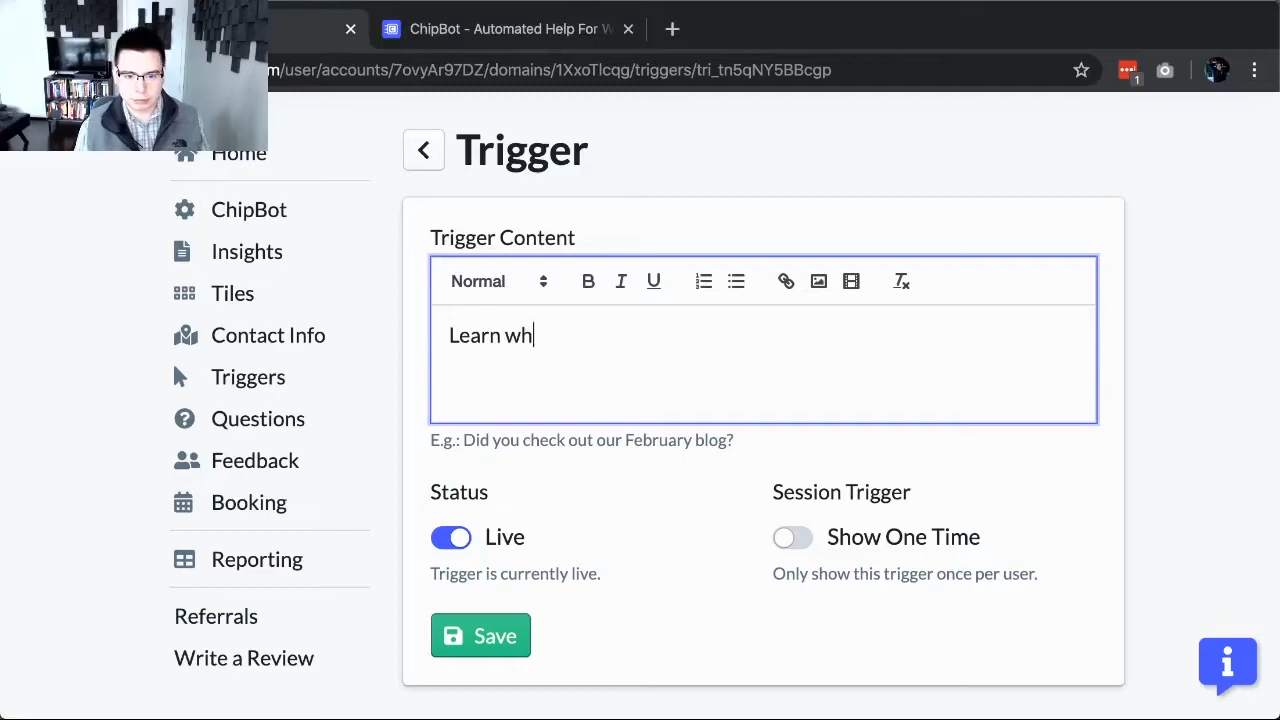 ChipBot - Automated Help For W
m/user/accounts/7ovyAr97DZ/domains/1XxoTlcqg/triggers/tri_tn5qNY5BBcgp
1
Home
ChipBot
Insights
Tiles
Contact Info
Triggers
Questions
Feedback
Booking
Reporting
Referrals
Write a Review
Trigger
Trigger Content
Normal
B I U
Learn wh
E.g.: Did you check out our February blog?
Status
Live
Trigger is currently live.
Session Trigger
Show One Time
Only show this trigger once per user.
Save